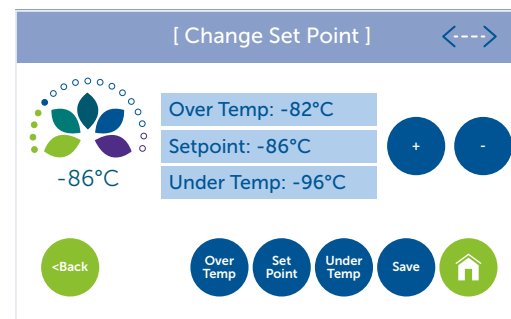 [ Change Set Point ]
Over Temp: -82°C
Setpoint: -86°C
Under Temp: -96°C
+
-
-86°C
<Back
Over
Temp
Set
Point
Under
Temp
Save